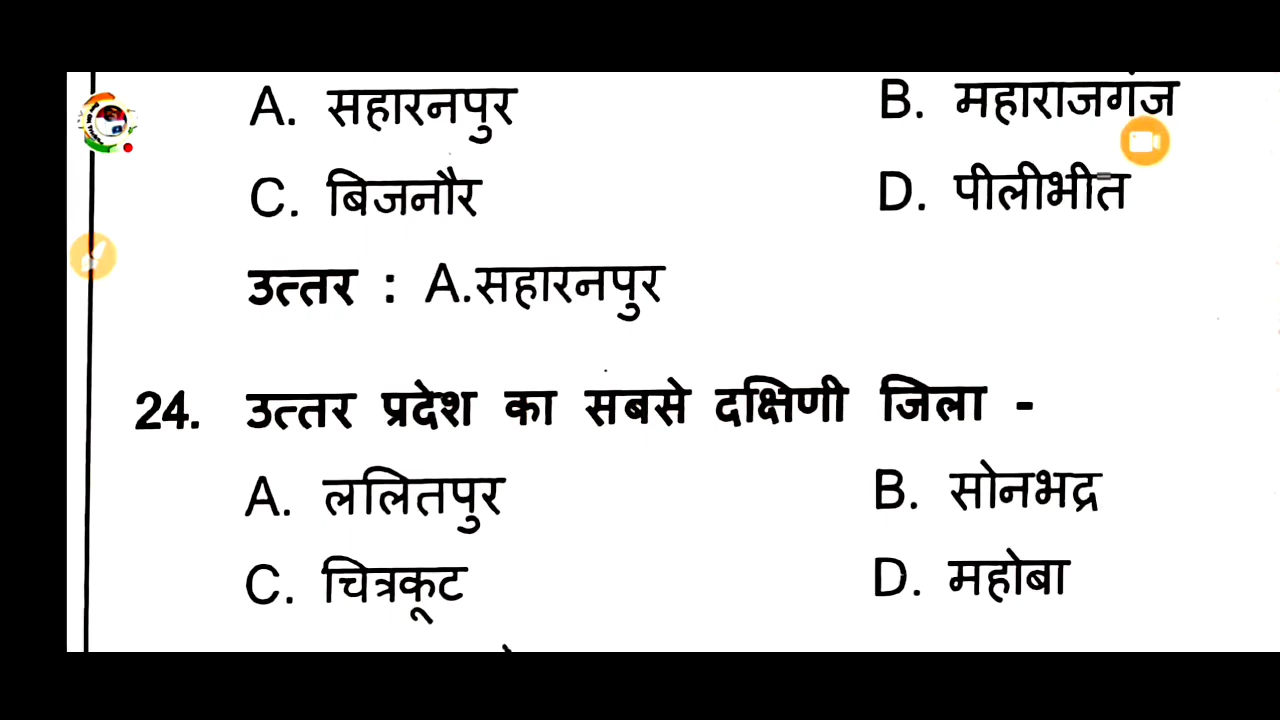 A. सहारनपुर B. महाराजगंज
C. बिजनौर D. पीलीभीत
उत्तर : A.सहारनपुर
24. उत्तर प्रदेश का सबसे दक्षिणी जिला -
A. ललितपुर B. सोनभद्र
C. चित्रकूट D. महोबा